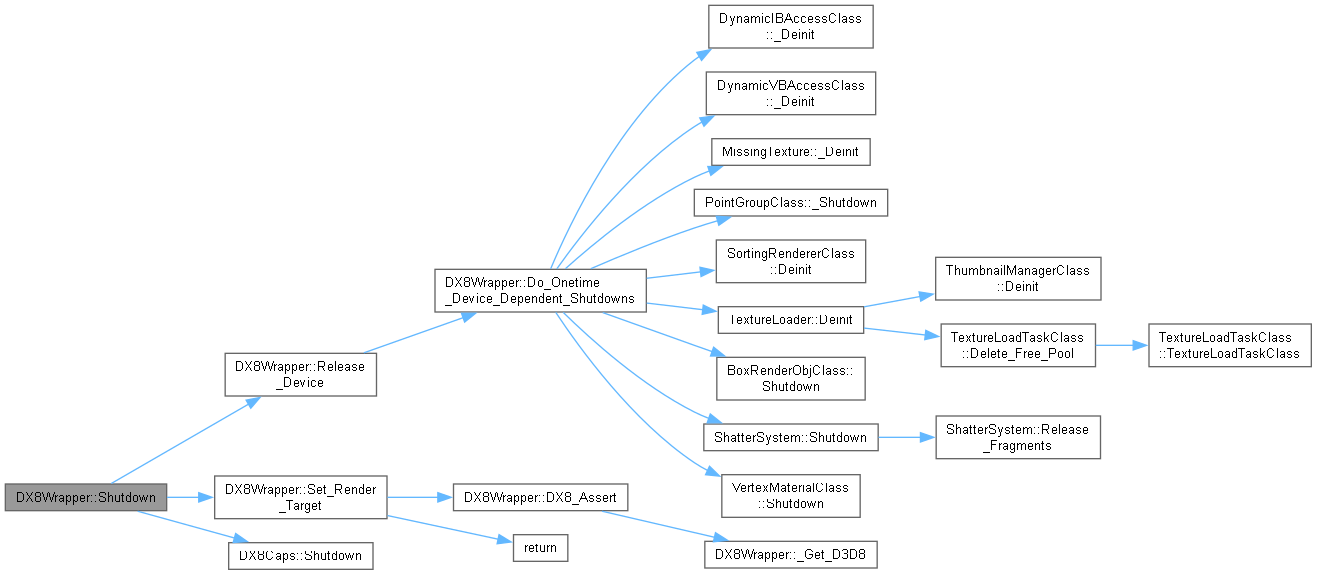 DynamicIBAccessClass
::_Deinit
DynamicVBAccessClass
::_Deinit
MissingTexture::_Deinit
PointGroupClass::_Shutdown
SortingRendererClass
::Deinit
ThumbnailManagerClass
::Deinit
DX8Wrapper::Do_Onetime
_Device_Dependent_Shutdowns
TextureLoader::Deinit
TextureLoadTaskClass
::Delete_Free_Pool
TextureLoadTaskClass
::TextureLoadTaskClass
DX8Wrapper::Release
_Device
BoxRenderObjClass::
Shutdown
ShatterSystem::Shutdown
ShatterSystem::Release
_Fragments
DX8Wrapper::Shutdown
DX8Wrapper::Set_Render
_Target
DX8Wrapper::DX8_Assert
VertexMaterialClass
::Shutdown
DX8Caps::Shutdown
return
DX8Wrapper::_Get_D3D8